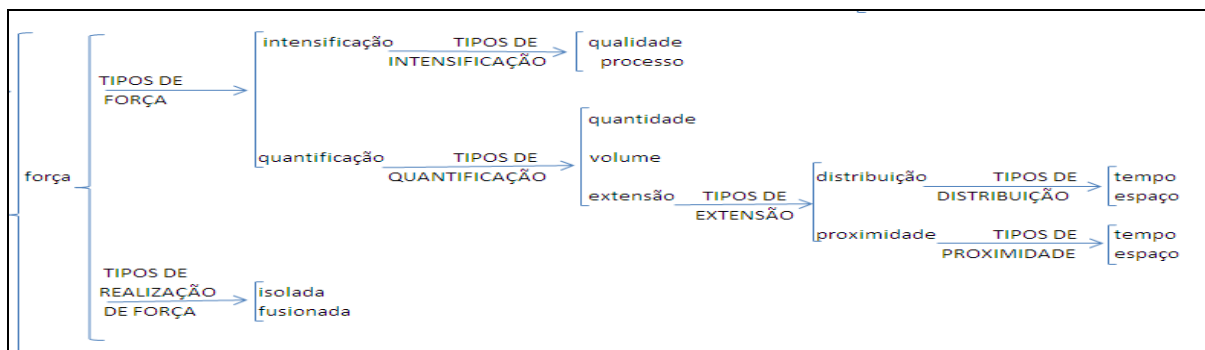 intensificação TIPOS DE INTENSIFICAÇÃO qualidade
processo
TIPOS DE
FORÇA
quantidade
quantificação TIPOS DE QUANTIFICAÇÃO volume
força
extensão TIPOS DE EXTENSÃO distribuição TIPOS DE DISTRIBUIÇÃO tempo
espaço
proximidade TIPOS DE PROXIMIDADE tempo
espaço
TIPOS DE
REALIZAÇÃO
DE FORÇA
isolada
fusionada